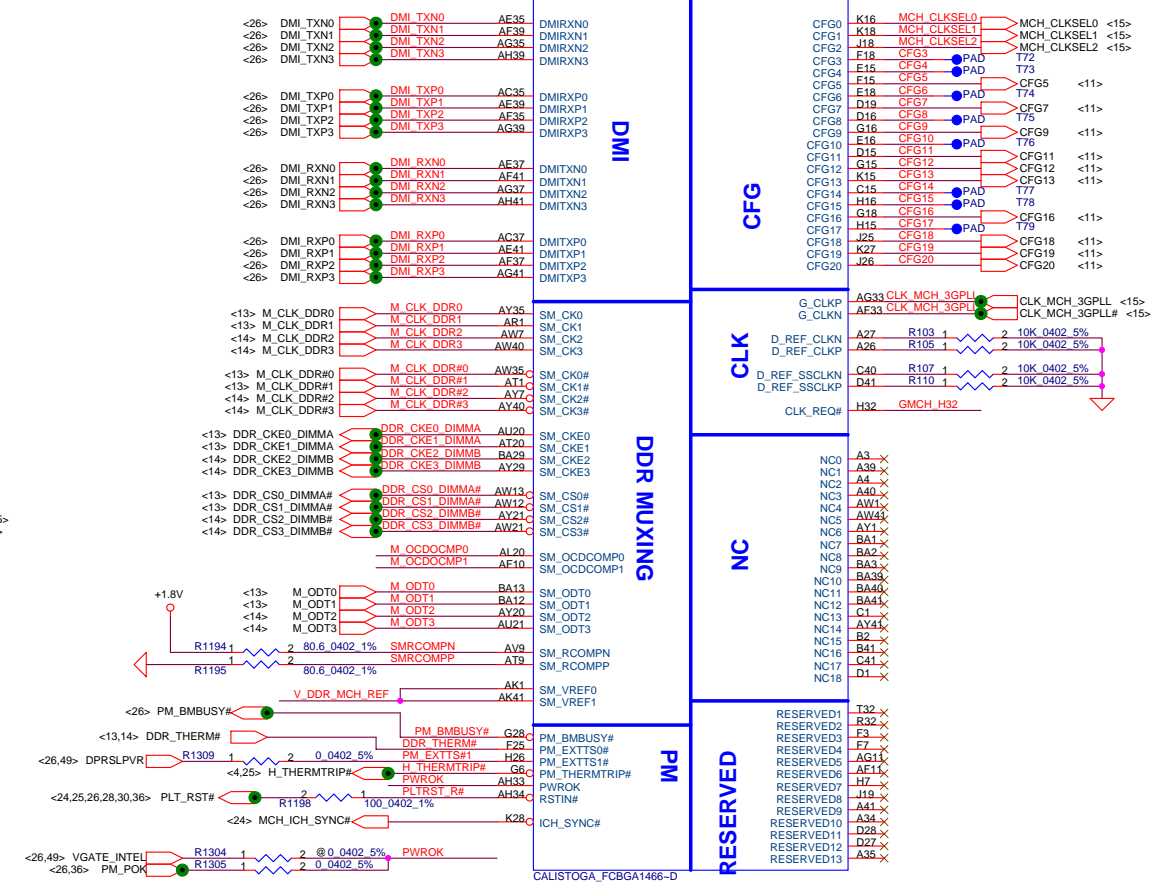 <26> DMI_TXN0 DMI_TXN0 AE35 DMIRXN0
<26> DMI_TXN1 DMI_TXN1 AF39 DMIRXN1
<26> DMI_TXN2 DMI_TXN2 AG35 DMIRXN2
<26> DMI_TXN3 DMI_TXN3 AH39 DMIRXN3
<26> DMI_TXP0 DMI_TXP0 AC35 DMIRXP0
<26> DMI_TXP1 DMI_TXP1 AE39 DMIRXP1
<26> DMI_TXP2 DMI_TXP2 AF35 DMIRXP2
<26> DMI_TXP3 DMI_TXP3 AG39 DMIRXP3
<26> DMI_RXN0 DMI_RXN0 AE37 DMITXN0
<26> DMI_RXN1 DMI_RXN1 AF41 DMITXN1
<26> DMI_RXN2 DMI_RXN2 AG37 DMITXN2
<26> DMI_RXN3 DMI_RXN3 AH41 DMITXN3
<26> DMI_RXP0 DMI_RXP0 AC37 DMITXP0
<26> DMI_RXP1 DMI_RXP1 AE41 DMITXP1
<26> DMI_RXP2 DMI_RXP2 AF37 DMITXP2
<26> DMI_RXP3 DMI_RXP3 AG41 DMITXP3
DMI
<13> M_CLK_DDR0 M_CLK_DDR0 AY35 SM_CK0
<13> M_CLK_DDR1 M_CLK_DDR1 AR1 SM_CK1
<14> M_CLK_DDR2 M_CLK_DDR2 AW7 SM_CK2
<14> M_CLK_DDR3 M_CLK_DDR3 AW40 SM_CK3
<13> M_CLK_DDR#0 M_CLK_DDR#0 AW35 SM_CK0#
<13> M_CLK_DDR#1 M_CLK_DDR#1 AT1 SM_CK1#
<14> M_CLK_DDR#2 M_CLK_DDR#2 AY7 SM_CK2#
<14> M_CLK_DDR#3 M_CLK_DDR#3 AY40 SM_CK3#
<13> DDR_CKE0_DIMMA DDR_CKE0_DIMMA AU20 SM_CKE0
<13> DDR_CKE1_DIMMA DDR_CKE1_DIMMA AT20 SM_CKE1
<14> DDR_CKE2_DIMMB DDR_CKE2_DIMMB BA29 SM_CKE2
<14> DDR_CKE3_DIMMB DDR_CKE3_DIMMB AY29 SM_CKE3
<13> DDR_CS0_DIMMA# DDR_CS0_DIMMA# AW13 SM_CS0#
<13> DDR_CS1_DIMMA# DDR_CS1_DIMMA# AW12 SM_CS1#
<14> DDR_CS2_DIMMB# DDR_CS2_DIMMB# AY21 SM_CS2#
<14> DDR_CS3_DIMMB# DDR_CS3_DIMMB# AW21 SM_CS3#
M_OCDOCMP0 AL20 SM_OCDCOMP0
M_OCDOCMP1 AF10 SM_OCDCOMP1
<13> M_ODT0 M_ODT0 BA13 SM_ODT0
<13> M_ODT1 M_ODT1 BA12 SM_ODT1
<14> M_ODT2 M_ODT2 AY20 SM_ODT2
<14> M_ODT3 M_ODT3 AU21 SM_ODT3
+1.8V
R1194 1 2 80.6_0402_1% SMRCOMPN AV9 SM_RCOMPN
R1195 1 2 80.6_0402_1% SMRCOMPP AT9 SM_RCOMPP
V_DDR_MCH_REF AK1 SM_VREF0
AK41 SM_VREF1
DDR MUXING
<26> PM_BMBUSY# PM_BMBUSY# G28 PM_BMBUSY#
<13,14> DDR_THERM# DDR_THERM# F25 PM_EXTTS0#
<26,49> DPRSLPVR R1309 1 2 0_0402_5% PM_EXTTS#1 H26 PM_EXTTS1#
<4,25> H_THERMTRIP# H_THERMTRIP# G6 PM_THERMTRIP#
PWROK AH33 PWROK
<24,25,26,28,30,36> PLT_RST# R1198 2 1 100_0402_1% PLTRST_R# AH34 RSTIN#
<24> MCH_ICH_SYNC# K28 ICH_SYNC#
PM
<26,49> VGATE_INTEL R1304 1 2 @0_0402_5% PWROK
<26,36> PM_POK R1305 1 2 0_0402_5%
CALISTOGA_FCBGA1466~D
CFG0 K16 MCH_CLKSEL0 MCH_CLKSEL0 <15>
CFG1 K18 MCH_CLKSEL1 MCH_CLKSEL1 <15>
CFG2 J18 MCH_CLKSEL2 MCH_CLKSEL2 <15>
CFG3 F18 CFG3 PAD T72
CFG4 E15 CFG4 PAD T73
CFG5 F15 CFG5 CFG5 <11>
CFG6 E18 CFG6 PAD T74
CFG7 D19 CFG7 CFG7 <11>
CFG8 D16 CFG8 PAD T75
CFG9 G16 CFG9 CFG9 <11>
CFG10 E16 CFG10 PAD T76
CFG11 D15 CFG11 CFG11 <11>
CFG12 G15 CFG12 CFG12 <11>
CFG13 K15 CFG13 CFG13 <11>
CFG14 C15 CFG14 PAD T77
CFG15 H16 CFG15 PAD T78
CFG16 G18 CFG16 CFG16 <11>
CFG17 H15 CFG17 PAD T79
CFG18 J25 CFG18 CFG18 <11>
CFG19 K27 CFG19 CFG19 <11>
CFG20 J26 CFG20 CFG20 <11>
CFG
G_CLKP AG33 CLK_MCH_3GPLL CLK_MCH_3GPLL <15>
G_CLKN AF33 CLK_MCH_3GPLL CLK_MCH_3GPLL# <15>
D_REF_CLKN A27 R103 1 2 10K_0402_5%
D_REF_CLKP A26 R105 1 2 10K_0402_5%
D_REF_SSCLKN C40 R107 1 2 10K_0402_5%
D_REF_SSCLKP D41 R110 1 2 10K_0402_5%
CLK_REQ# H32 GMCH_H32
CLK
NC0 A3
NC1 A39
NC2 A4
NC3 A40
NC4 AW1
NC5 AW41
NC6 AY1
NC7 BA1
NC8 BA2
NC9 BA3
NC10 BA39
NC11 BA40
NC12 BA41
NC13 C1
NC14 AY41
NC15 B2
NC16 B41
NC17 C41
NC18 D1
NC
RESERVED1 T32
RESERVED2 R32
RESERVED3 F3
RESERVED4 F7
RESERVED5 AG11
RESERVED6 AF11
RESERVED7 H7
RESERVED8 J19
RESERVED9 A41
RESERVED10 A34
RESERVED11 D28
RESERVED12 D27
RESERVED13 A35
RESERVED